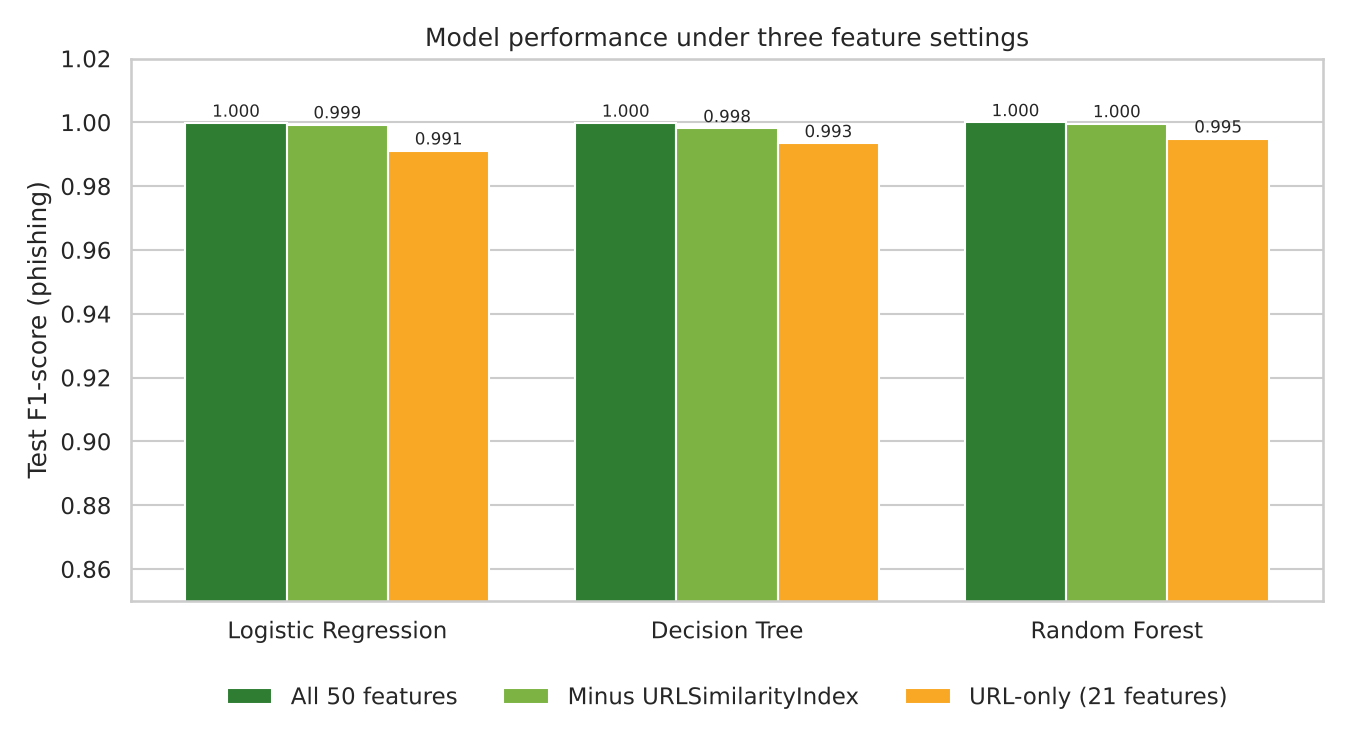 Model performance under three feature settings
1.02
1.00
0.98
0.96
0.94
0.92
0.90
0.88
0.86
Test F1-score (phishing)
1.000
0.999
0.991
1.000
0.998
0.993
1.000
1.000
0.995
Logistic Regression
Decision Tree
Random Forest
All 50 features
Minus URLSimilarityIndex
URL-only (21 features)